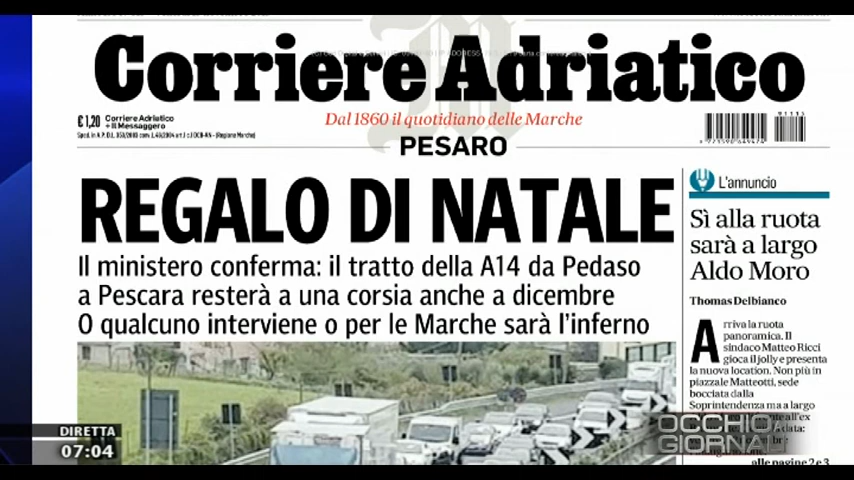 Corriere Adriatico
€ 1,20 Corriere Adriatico
+ Il Messaggero
Dal 1860 il quotidiano delle Marche
PESARO
REGALO DI NATALE
Il ministero conferma: il tratto della A14 da Pedaso
a Pescara resterà a una corsia anche a dicembre
O qualcuno interviene o per le Marche sarà l'inferno
L'annuncio
Sì alla ruota
sarà a largo
Aldo Moro
Thomas Delbianco
Arriva la ruota
panoramica. Il
sindaco Matteo Ricci
gioca il jolly e presenta
la nuova location. Non più in
piazzale Matteotti, sede
bocciata dalla
Soprintendenza ma a largo
alle pagine 2 e 3
OCCHIO
GIORNALI
DIRETTA
07:04